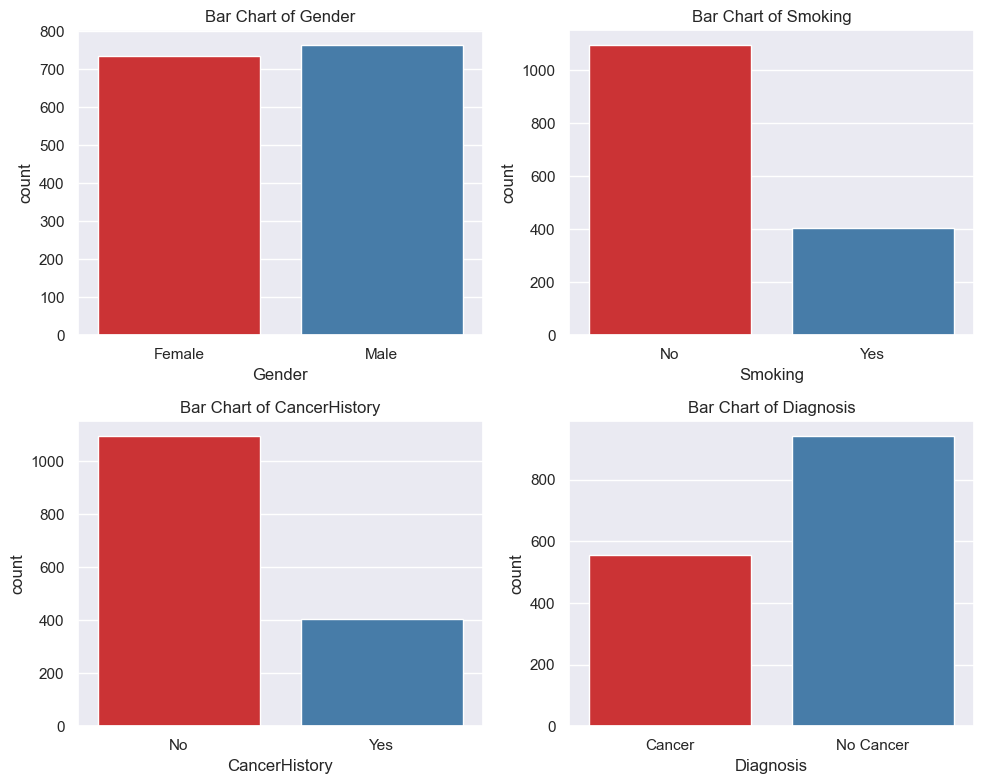 Bar Chart of Gender
800
700
600
500
400
300
200
100
0
count
Female Male
Gender
Bar Chart of Smoking
1000
800
600
400
200
0
count
No Yes
Smoking
Bar Chart of CancerHistory
1000
800
600
400
200
0
count
No Yes
CancerHistory
Bar Chart of Diagnosis
800
600
400
200
0
count
Cancer No Cancer
Diagnosis